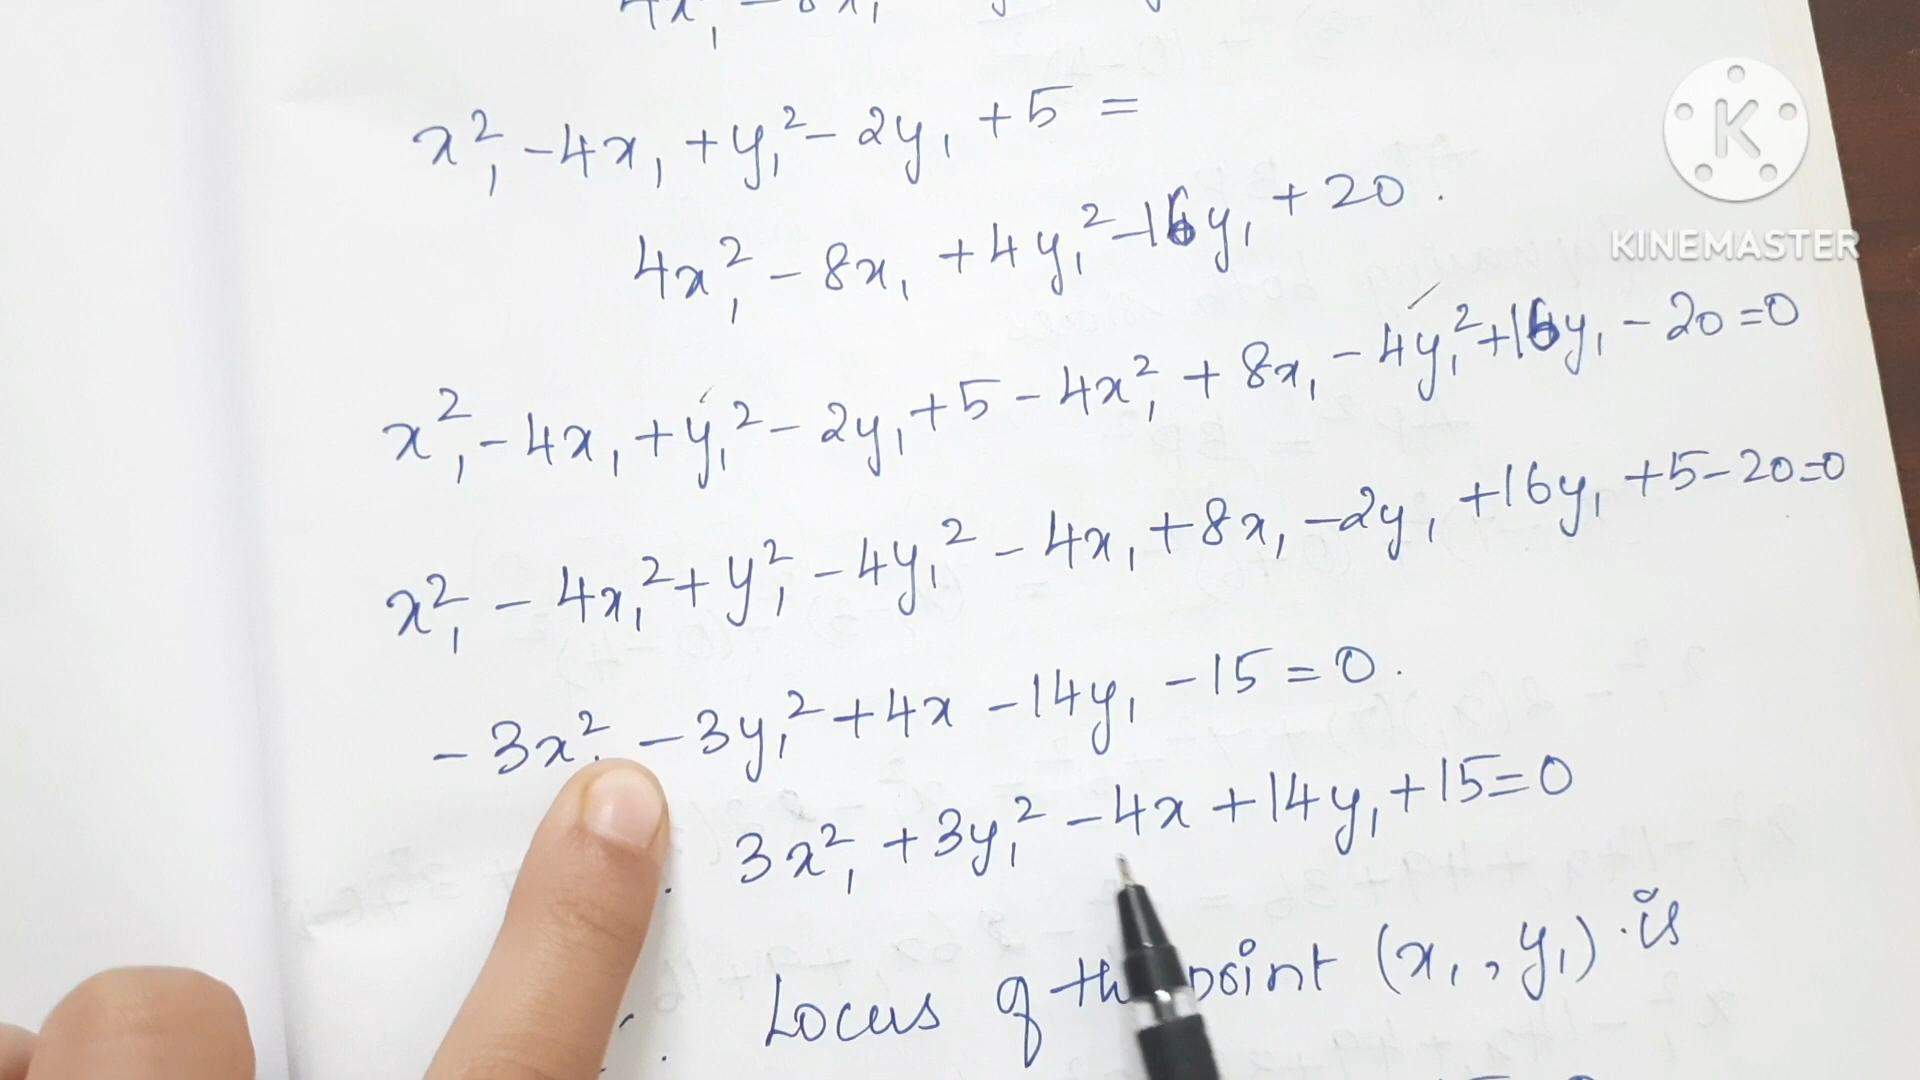 x₁² - 4x₁ + y₁² - 2y₁ + 5 =
4x₁² - 8x₁ + 4y₁² - 16y₁ + 20.
KINEMASTER
x₁² - 4x₁ + y₁² - 2y₁ + 5 - 4x₁² + 8x₁ - 4y₁² + 16y₁ - 20 = 0
x₁² - 4x₁² + y₁² - 4y₁² - 4x₁ + 8x₁ - 2y₁ + 16y₁ + 5 - 20 = 0
- 3x₁² - 3y₁² + 4x - 14y₁ - 15 = 0.
3x₁² + 3y₁² - 4x + 14y₁ + 15 = 0
Locus of the point (x₁, y₁) is